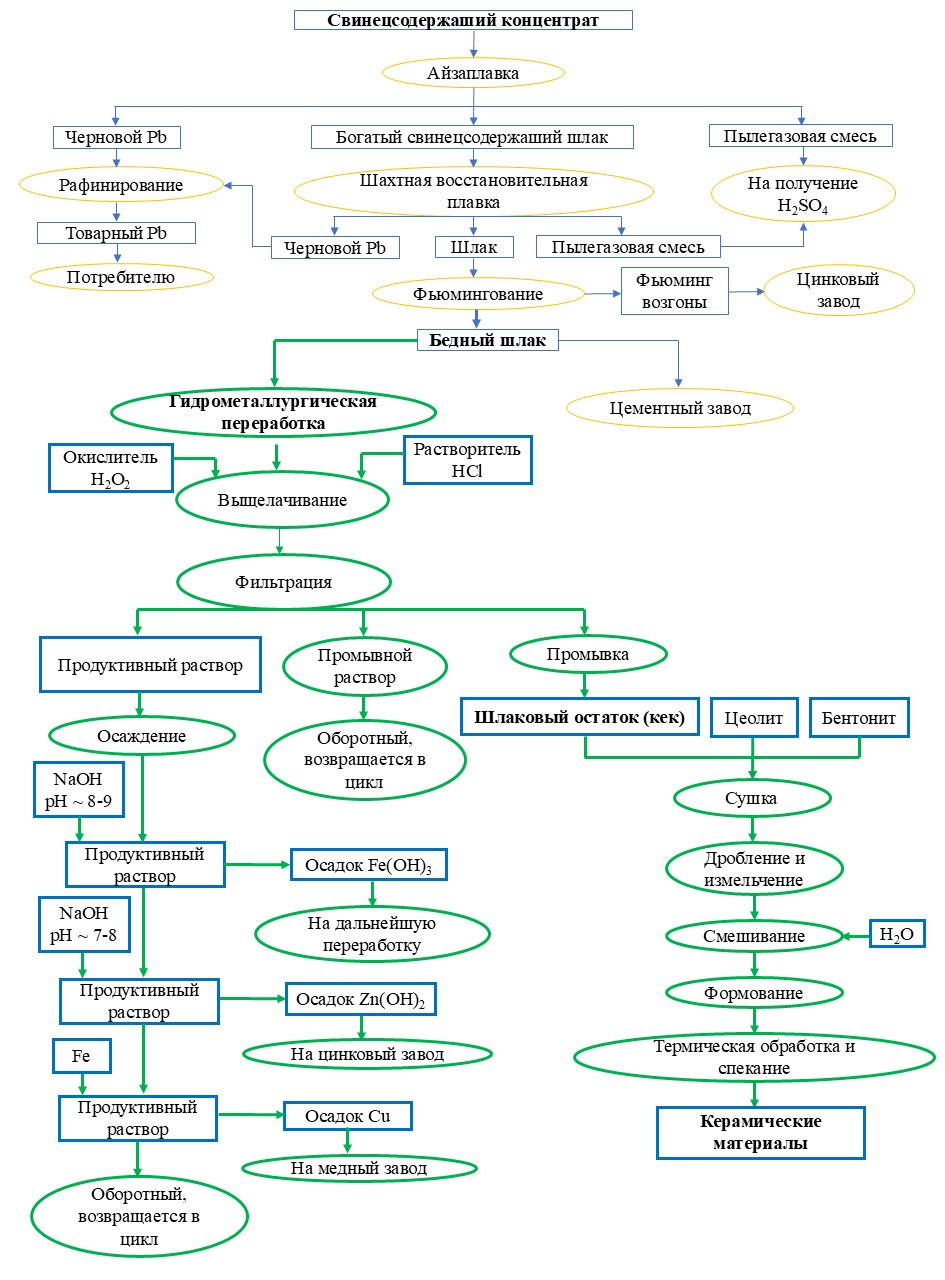 Свинецсодержаший концентрат
Айзаплавка
Черновой Pb
Богатый свинецсодержаший шлак
Пылегазовая смесь
Рафинирование
Шахтная восстановительная
плавка
На получение
H₂SO₄
Товарный Pb
Черновой Pb
Шлак
Пылегазовая смесь
Потребителю
Фьюмингование
Фьюминг
возгоны
Цинковый
завод
Бедный шлак
Гидрометаллургическая
переработка
Цементный завод
Окислитель
H₂O₂
Растворитель
HCl
Выщелачивание
Фильтрация
Продуктивный раствор
Промывной
раствор
Промывка
Шлаковый остаток (кек)
Цеолит
Бентонит
Осаждение
Оборотный,
возвращается в
цикл
NaOH
pH ~ 8-9
Сушка
Продуктивный
раствор
Осадок Fe(OH)₃
Дробление и
измельчение
NaOH
pH ~ 7-8
На дальнейшую
переработку
Смешивание
H₂O
Продуктивный
раствор
Осадок Zn(OH)₂
Формование
Fe
На цинковый завод
Термическая обработка и
спекание
Продуктивный
раствор
Осадок Cu
Керамические
материалы
На медный завод
Оборотный,
возвращается в
цикл